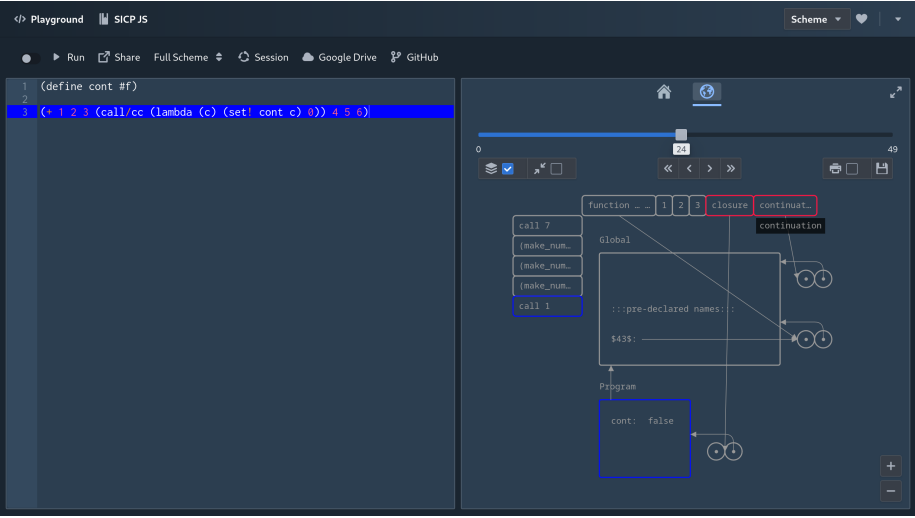 </> Playground SICP JS Scheme
Run Share Full Scheme Session Google Drive GitHub
1 (define cont #f)
2
3 (+ 1 2 3 (call/cc (lambda (c) (set! cont c) 0)) 4 5 6)
0 49
24
function … … 1 2 3 closure continuat…
call 7 continuation
(make_num… Global
(make_num…
(make_num…
call 1 :::pre-declared names:::
$43$:
Program
cont: false
+
−